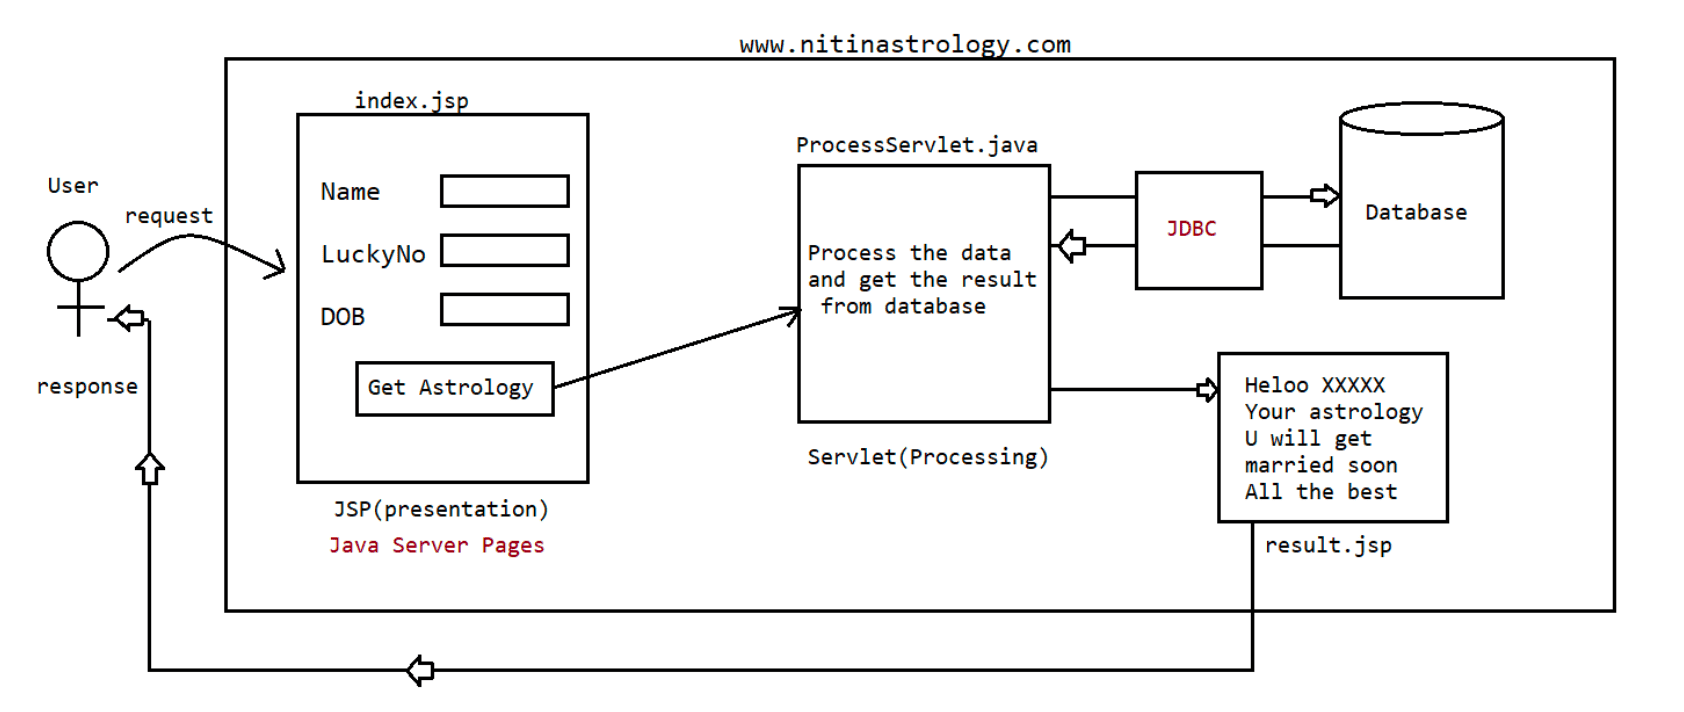 www.nitinastrology.com
index.jsp
Name
LuckyNo
DOB
Get Astrology
JSP(presentation)
Java Server Pages
User
request
response
ProcessServlet.java
Process the data
and get the result
from database
Servlet(Processing)
JDBC
Database
Heloo XXXXX
Your astrology
U will get
married soon
All the best
result.jsp